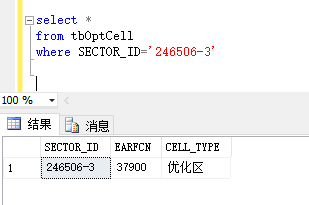 select *
from tbOptCell
where SECTOR_ID='246506-3'
100 %
结果 消息
SECTOR_ID EARFCN CELL_TYPE
1 246506-3 37900 优化区